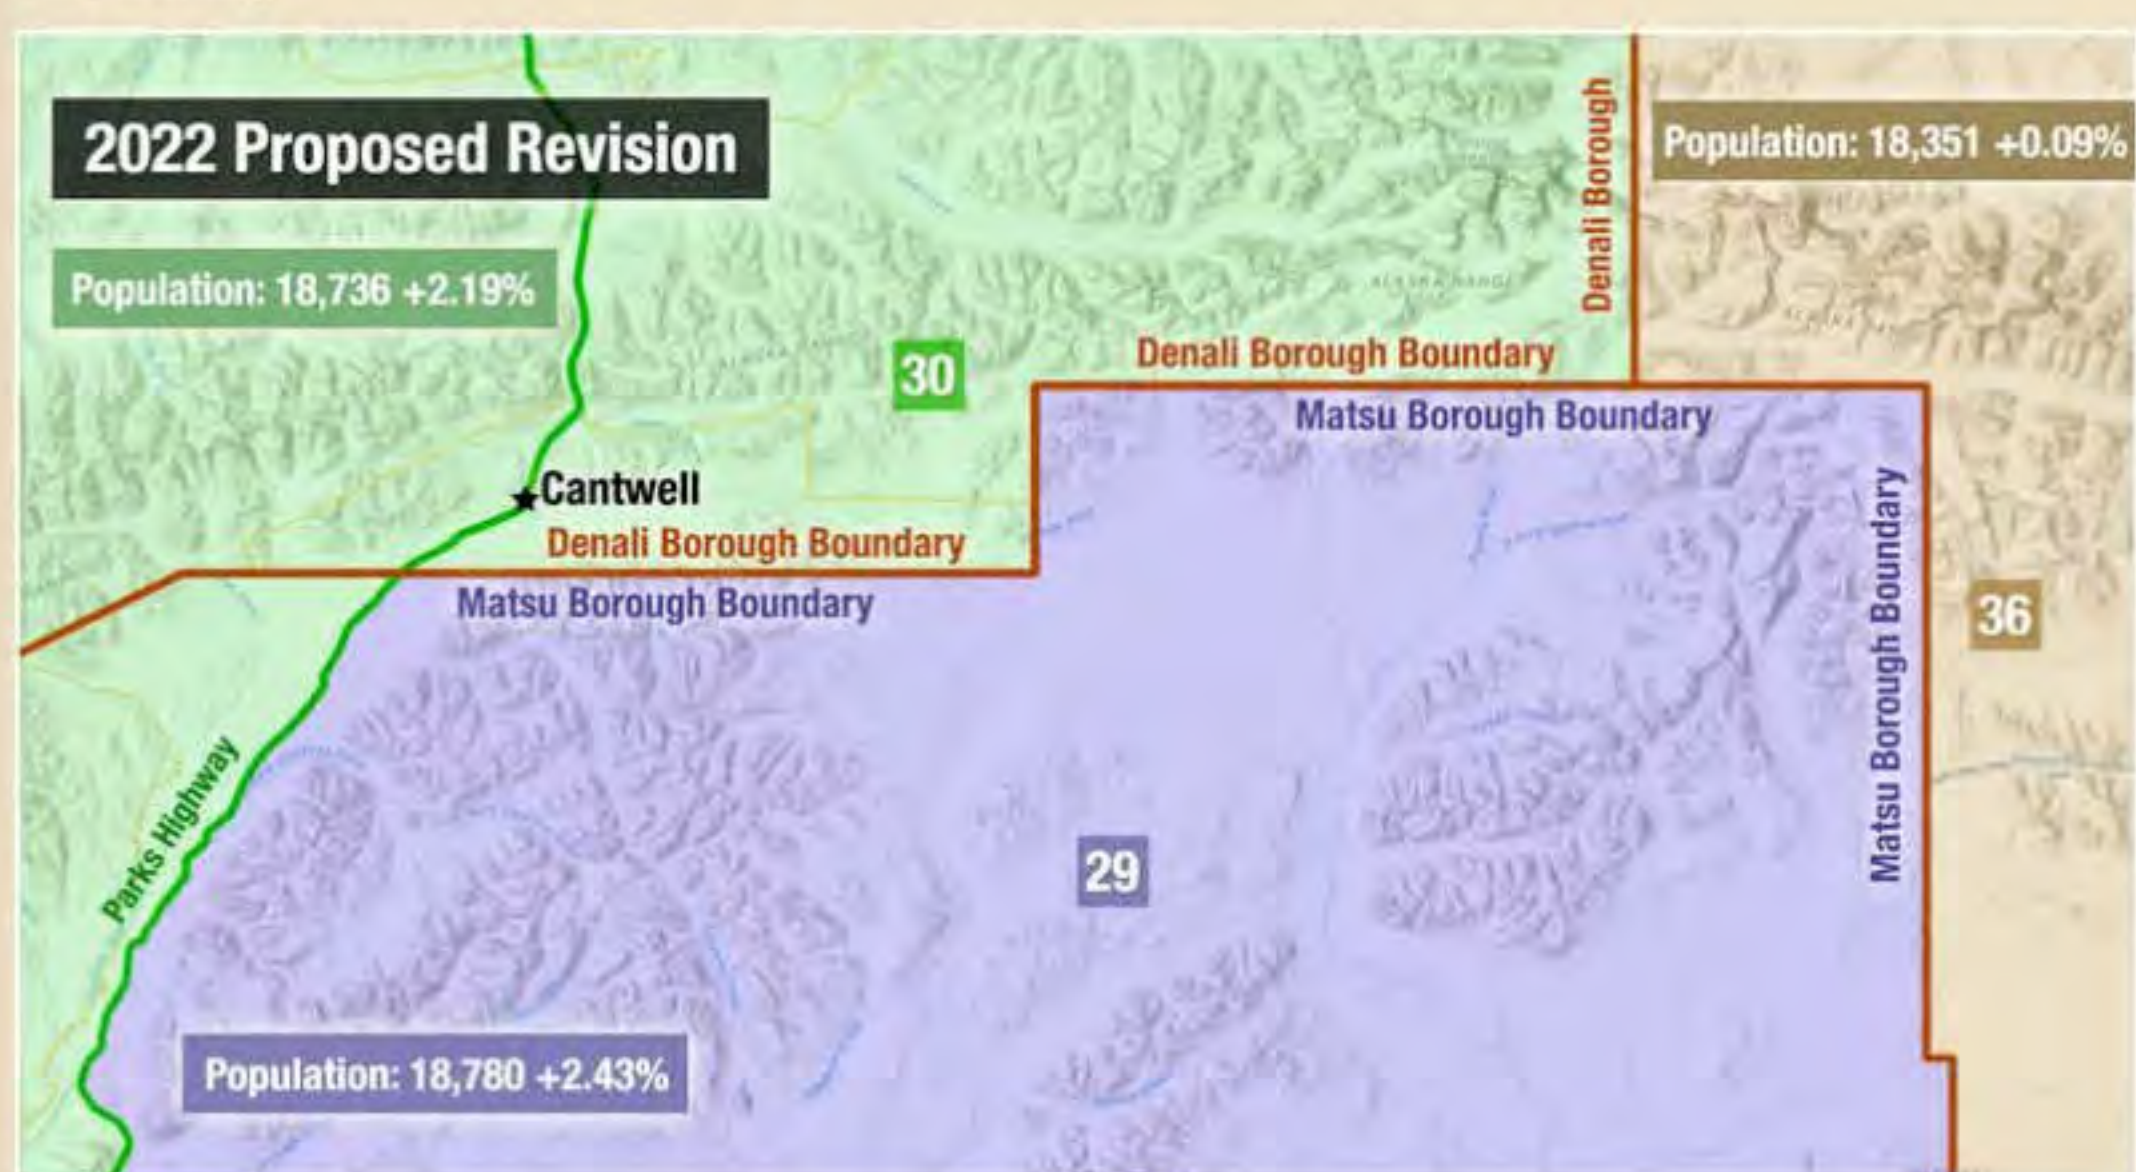 2022 Proposed Revision
Population: 18,351 +0.09%
Denali Borough
Population: 18,736 +2.19%
ALASKA RANGE
30
Denali Borough Boundary
Matsu Borough Boundary
Cantwell
Denali Borough Boundary
Matsu Borough Boundary
Matsu Borough Boundary
36
Parks Highway
29
Population: 18,780 +2.43%